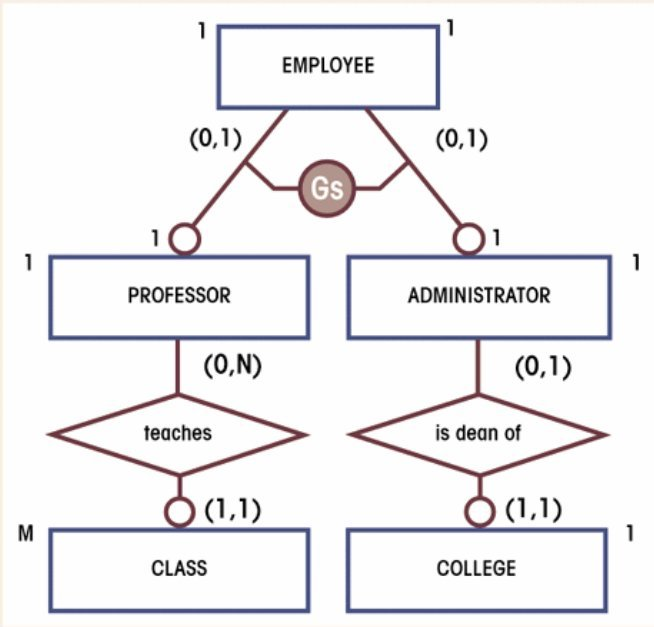 1 1
EMPLOYEE
(0,1) (0,1)
Gs
1 1
1 1
PROFESSOR ADMINISTRATOR
(0,N) (0,1)
teaches is dean of
(1,1) (1,1)
M 1
CLASS COLLEGE